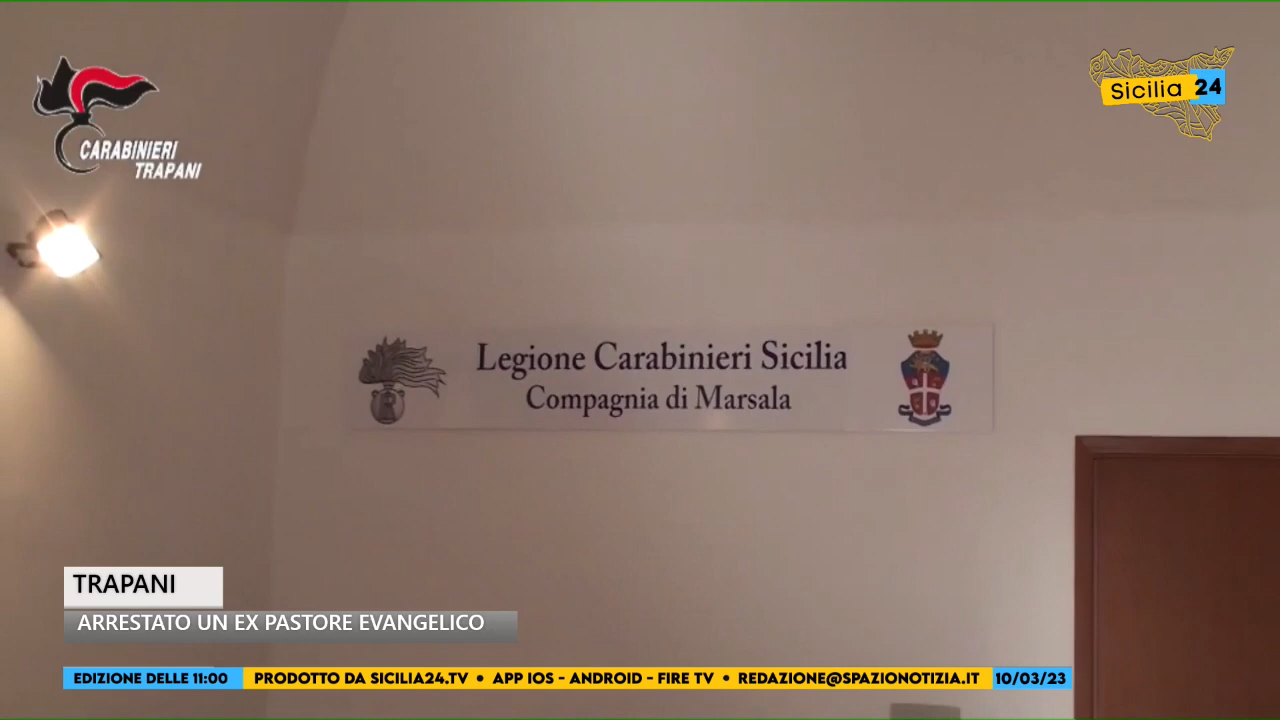 CARABINIERI
TRAPANI
Sicilia 24
Legione Carabinieri Sicilia
Compagnia di Marsala
TRAPANI
ARRESTATO UN EX PASTORE EVANGELICO
EDIZIONE DELLE 11:00 PRODOTTO DA SICILIA24.TV • APP IOS - ANDROID - FIRE TV • REDAZIONE@SPAZIONOTIZIA.IT 10/03/23